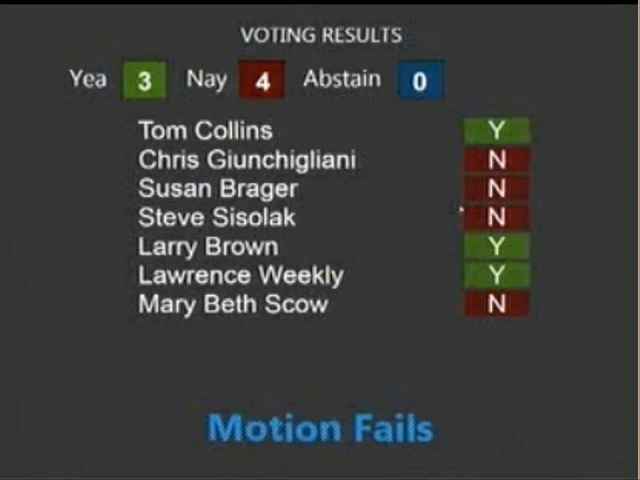 VOTING RESULTS
Yea 3 Nay 4 Abstain 0
Tom Collins Y
Chris Giunchigliani N
Susan Brager N
Steve Sisolak N
Larry Brown Y
Lawrence Weekly Y
Mary Beth Scow N
Motion Fails